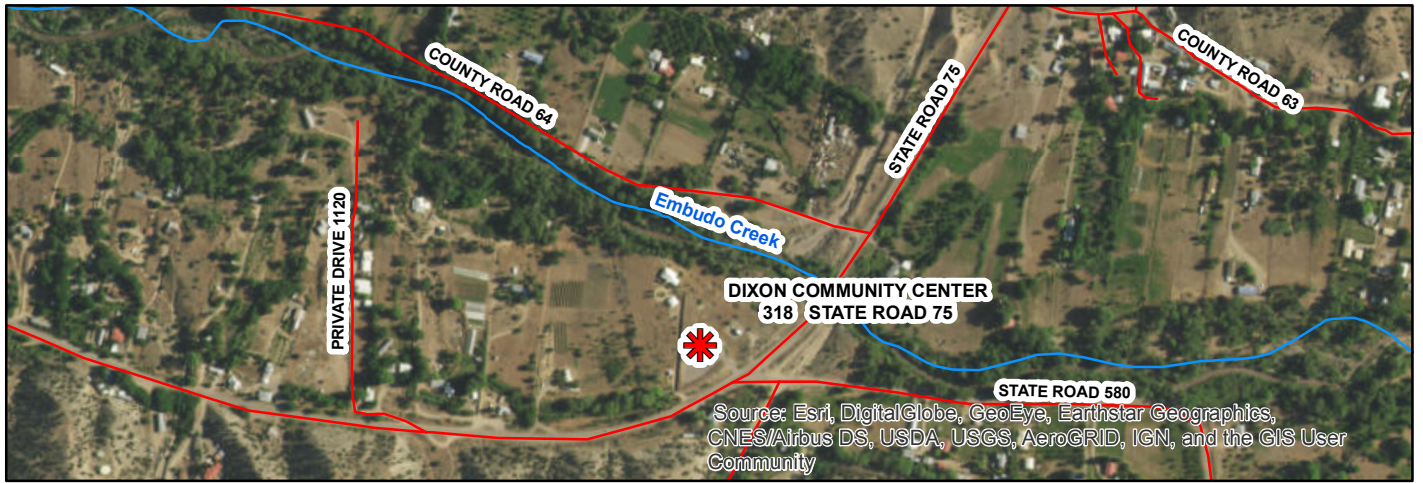 COUNTY ROAD 64
STATE ROAD 75
COUNTY ROAD 63
PRIVATE DRIVE 1120
Embudo Creek
DIXON COMMUNITY CENTER
318 STATE ROAD 75
STATE ROAD 580
Source: Esri, DigitalGlobe, GeoEye, Earthstar Geographics,
CNES/Airbus DS, USDA, USGS, AeroGRID, IGN, and the GIS User
Community